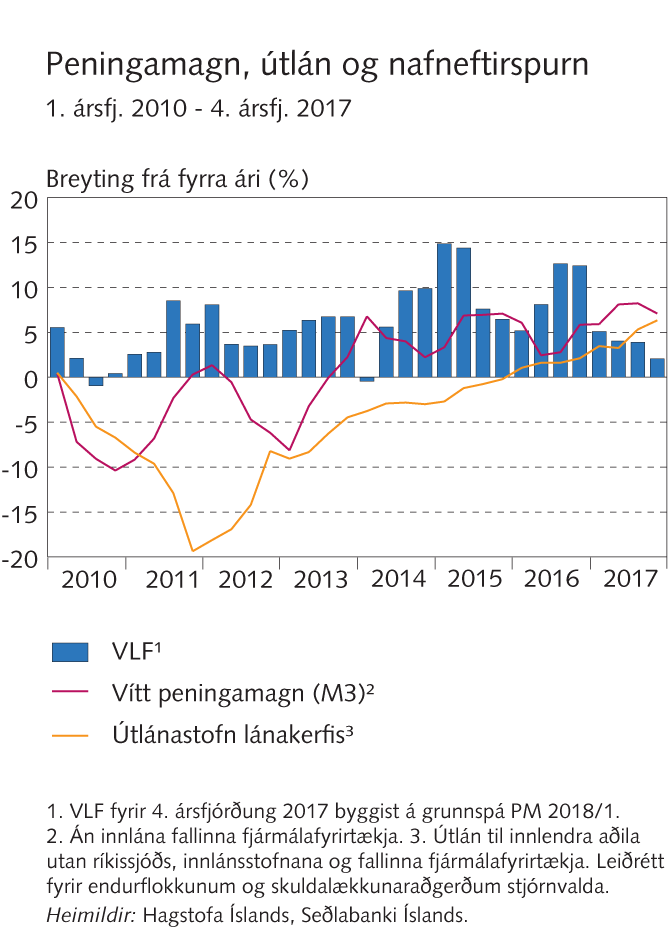 Peningamagn, útlán og nafneftirspurn
1. ársfj. 2010 - 4. ársfj. 2017
Breyting frá fyrra ári (%)
20
15
10
5
0
-5
-10
-15
-20
2010 2011 2012 2013 2014 2015 2016 2017
VLF¹
Vítt peningamagn (M3)²
Útlánastofn lánakerfis³
1. VLF fyrir 4. ársfjórðung 2017 byggist á grunnspá PM 2018/1.
2. Án innlána fallinna fjármálafyrirtækja. 3. Útlán til innlendra aðila
utan ríkissjóðs, innlánsstofnana og fallinna fjármálafyrirtækja. Leiðrétt
fyrir endurflokkunum og skuldalækkunaraðgerðum stjórnvalda.
Heimildir: Hagstofa Íslands, Seðlabanki Íslands.